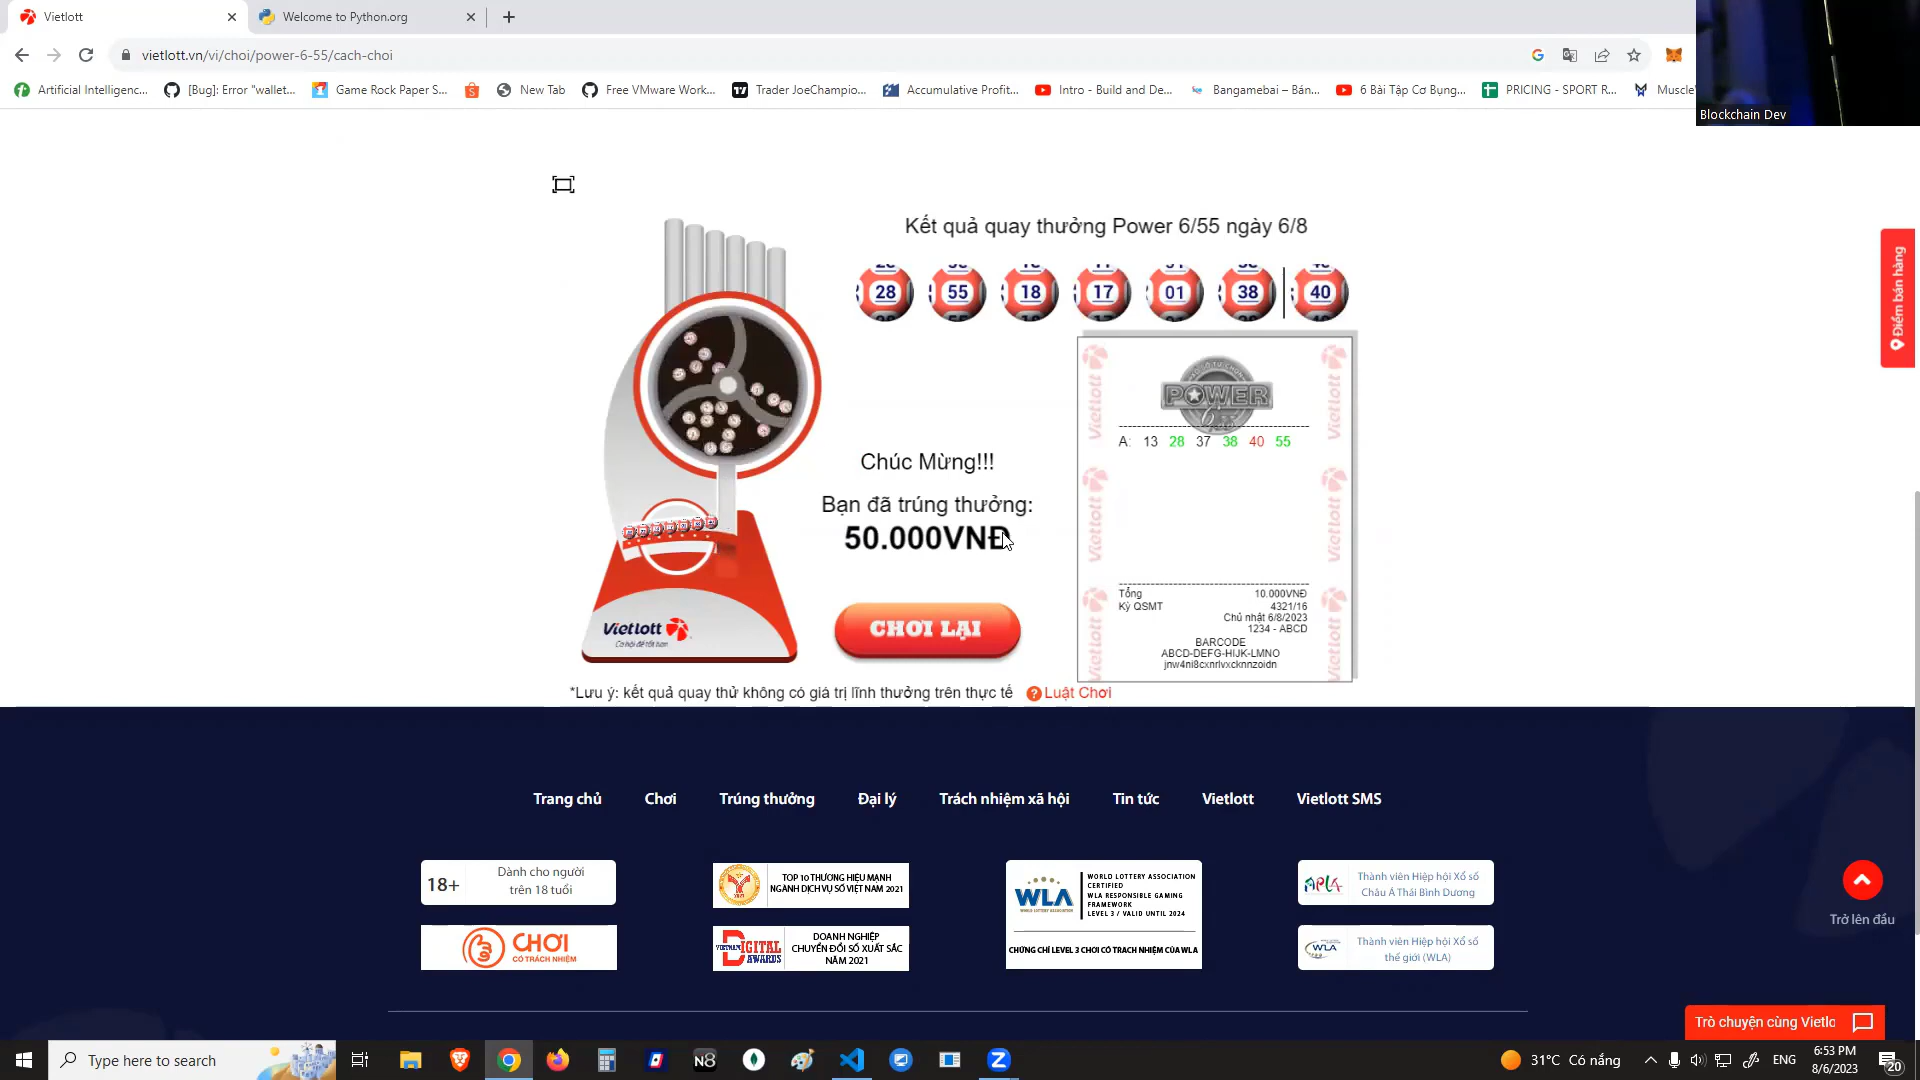 Vietlott
Welcome to Python.org
vietlott.vn/vi/choi/power-6-55/cach-choi
Artificial Intelligenc...
[Bug]: Error "wallet...
Game Rock Paper S...
New Tab
Free VMware Work...
Trader JoeChampio...
Accumulative Profit...
Intro - Build and De...
Bangamebai – Bán...
6 Bài Tập Cơ Bụng...
PRICING - SPORT R...
Muscle
Blockchain Dev
Kết quả quay thưởng Power 6/55 ngày 6/8
28 55 18 17 01 38 40
Điểm bán hàng
POWER
A: 13 28 37 38 40 55
Chúc Mừng!!!
Bạn đã trúng thưởng:
50.000VNĐ
CHƠI LẠI
Vietlott
Cơ hội để tốt hơn
Tổng 10.000VNĐ
Kỳ QSMT 4321/16
Chủ nhật 6/8/2023
1234 - ABCD
BARCODE
ABCD-DEFG-HIJK-LMNO
jnw4ni8cxnrlvxcknnzoidn
*Lưu ý: kết quả quay thử không có giá trị lĩnh thưởng trên thực tế
Luật Chơi
Trang chủ
Chơi
Trúng thưởng
Đại lý
Trách nhiệm xã hội
Tin tức
Vietlott
Vietlott SMS
18+ Dành cho người
trên 18 tuổi
TOP 10 THƯƠNG HIỆU MẠNH
NGÀNH DỊCH VỤ SỐ VIỆT NAM 2021
WLA
WORLD LOTTERY ASSOCIATION
CERTIFIED
WLA RESPONSIBLE GAMING
FRAMEWORK
LEVEL 3 / VALID UNTIL 2024
CHỨNG CHỈ LEVEL 3 CHƠI CÓ TRÁCH NHIỆM CỦA WLA
APLA
Thành viên Hiệp hội Xổ số
Châu Á Thái Bình Dương
CHƠI
CÓ TRÁCH NHIỆM
VIETNAM DIGITAL
AWARDS
DOANH NGHIỆP
CHUYỂN ĐỔI SỐ XUẤT SẮC
NĂM 2021
WLA
Thành viên Hiệp hội Xổ số
thế giới (WLA)
Trở lên đầu
Trò chuyện cùng Vietlo
Type here to search
N8
31°C Có nắng
ENG
6:53 PM
8/6/2023
20